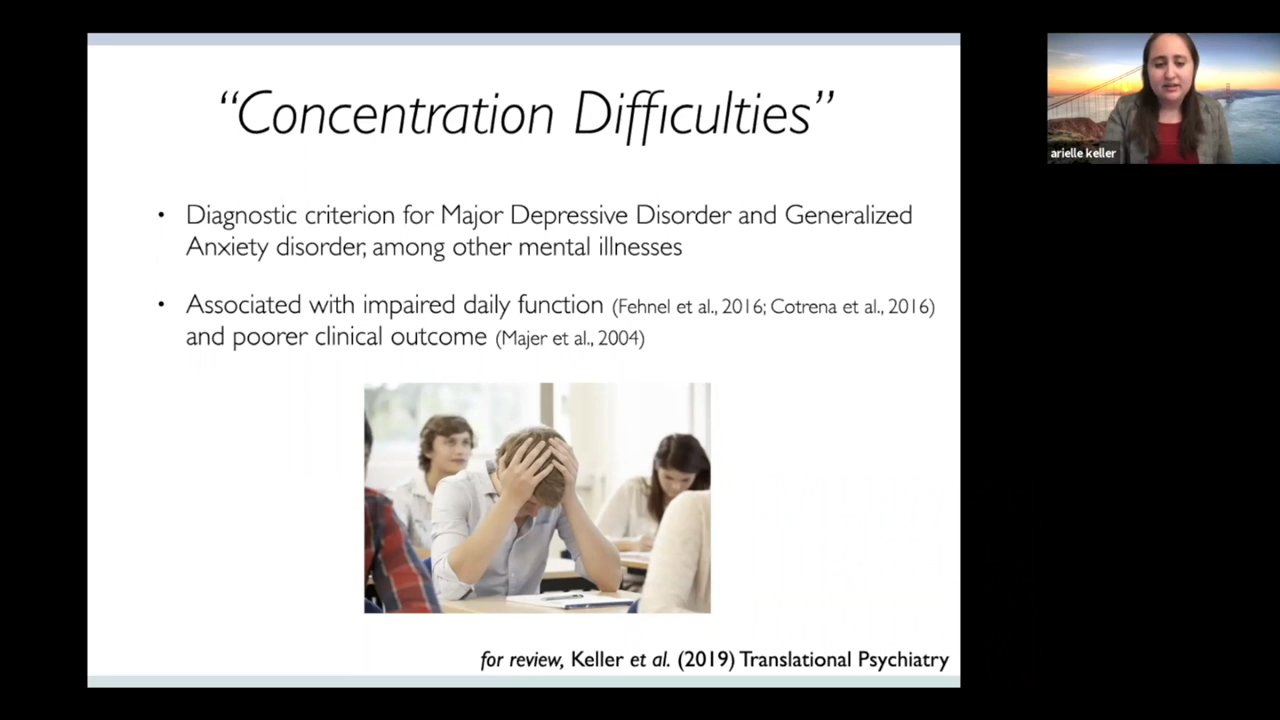 “Concentration Difficulties”
• Diagnostic criterion for Major Depressive Disorder and Generalized
Anxiety disorder, among other mental illnesses
• Associated with impaired daily function (Fehnel et al., 2016; Cotrena et al., 2016)
and poorer clinical outcome (Majer et al., 2004)
for review, Keller et al. (2019) Translational Psychiatry
arielle keller